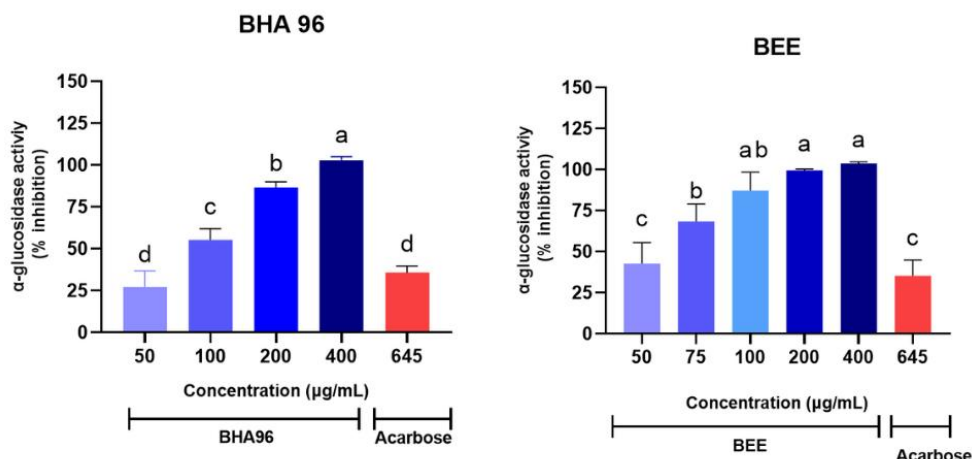 BHA 96
α-glucosidase activiy
(% inhibition)
150
125
100
75
50
25
0
d
c
b
a
d
50 100 200 400 645
Concentration (µg/mL)
BHA96 Acarbose
BEE
α-glucosidase activiy
(% inhibition)
150
125
100
75
50
25
0
c
b
ab
a
a
c
50 75 100 200 400 645
Concentration (µg/mL)
BEE Acarbose